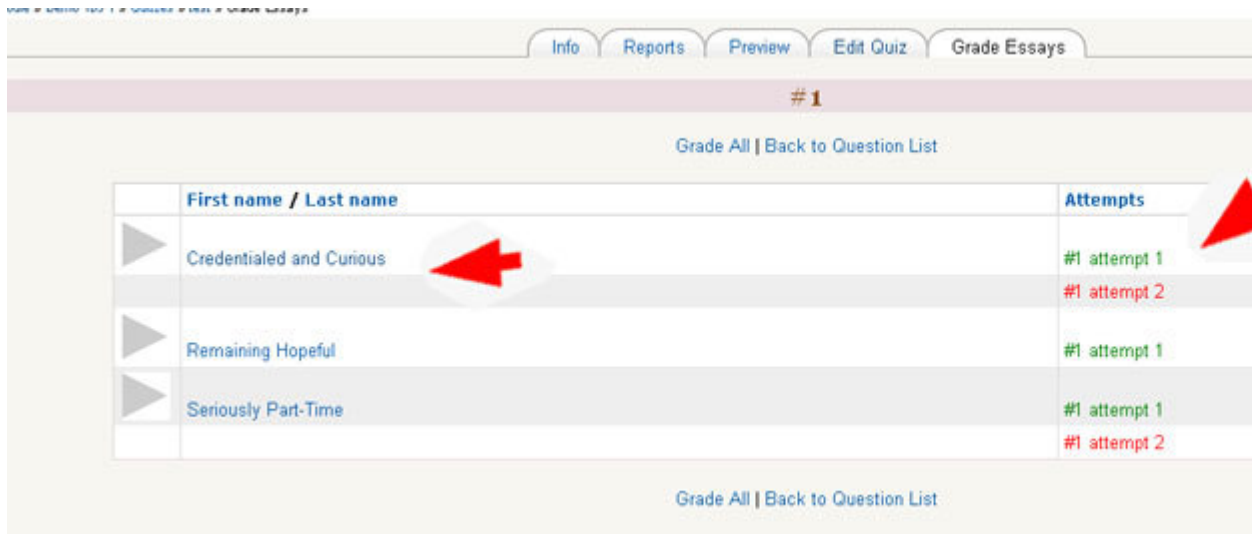 Info Reports Preview Edit Quiz Grade Essays
# 1
Grade All | Back to Question List
First name / Last name Attempts
Credentialed and Curious #1 attempt 1
#1 attempt 2
Remaining Hopeful #1 attempt 1
Seriously Part-Time #1 attempt 1
#1 attempt 2
Grade All | Back to Question List